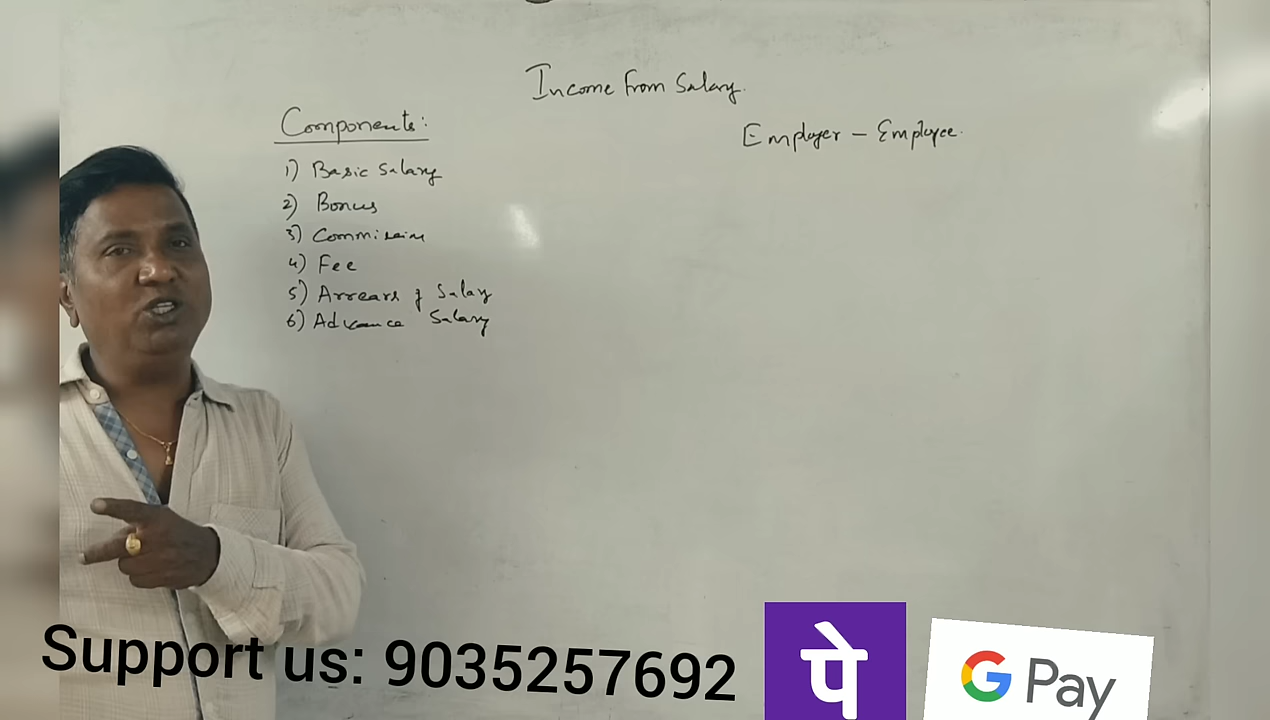 Income From Salary.
Components:
Employer – Employee.
1) Basic Salary
2) Bonus
3) Commission
4) Fee
5) Arrears of Salary
6) Advance Salary
Support us: 9035257692
पे
G Pay